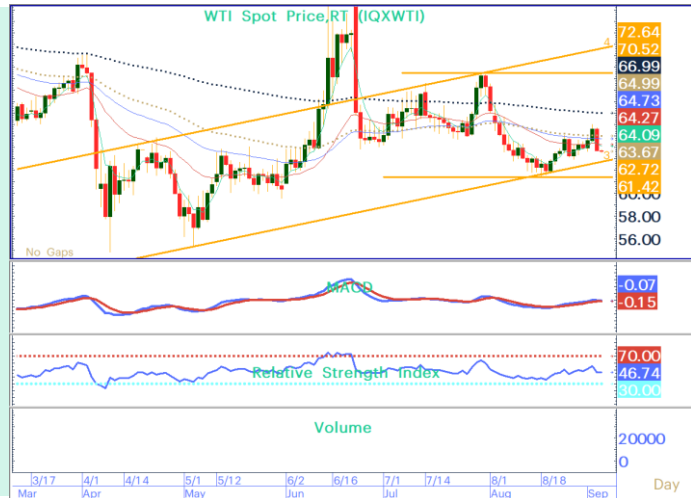 WTI Spot Price,RT (IQXWTI)
72.64
70.52
66.99
64.99
64.73
64.27
64.09
63.67
62.72
61.42
60.00
58.00
56.00
4
3
No Gaps
MACD
-0.07
-0.15
Relative Strength Index
70.00
46.74
30.00
Volume
20000
0
3/17 4/1 4/14 5/1 5/12 6/2 6/16 7/1 7/14 8/1 8/18
Mar Apr May Jun Jul Aug Sep
Day